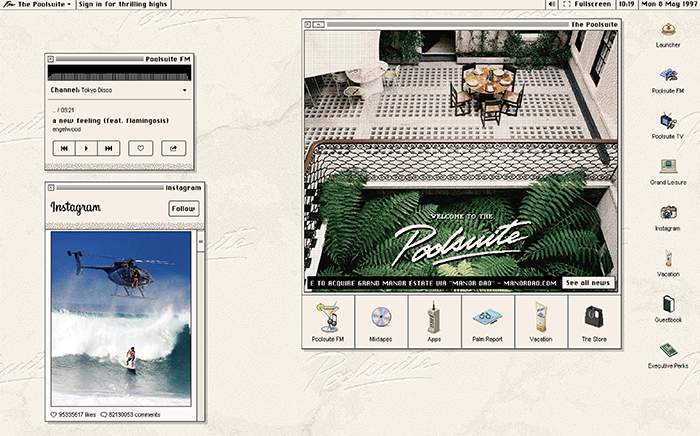 The Poolsuite
Sign in for thrilling highs
Fullscreen
10:19
Mon 8 May 1997
Poolsuite FM
Channel: Tokyo Disco
.. / 03:21
a new feeling (feat. flamingosis)
engelwood
Instagram
Instagram
Follow
95335617 likes
82130053 comments
The Poolsuite
WELCOME TO THE
Poolsuite
E TO ACQUIRE GRAND MANOR ESTATE VIA "MANOR DAO" - MANORDAO.COM
See all news
Poolsuite FM
Mixtapes
Apps
Palm Report
Vacation
The Store
Launcher
Poolsuite FM
Poolsuite TV
Grand Leisure
Instagram
Vacation
Guestbook
Executive Perks
Poolsuite